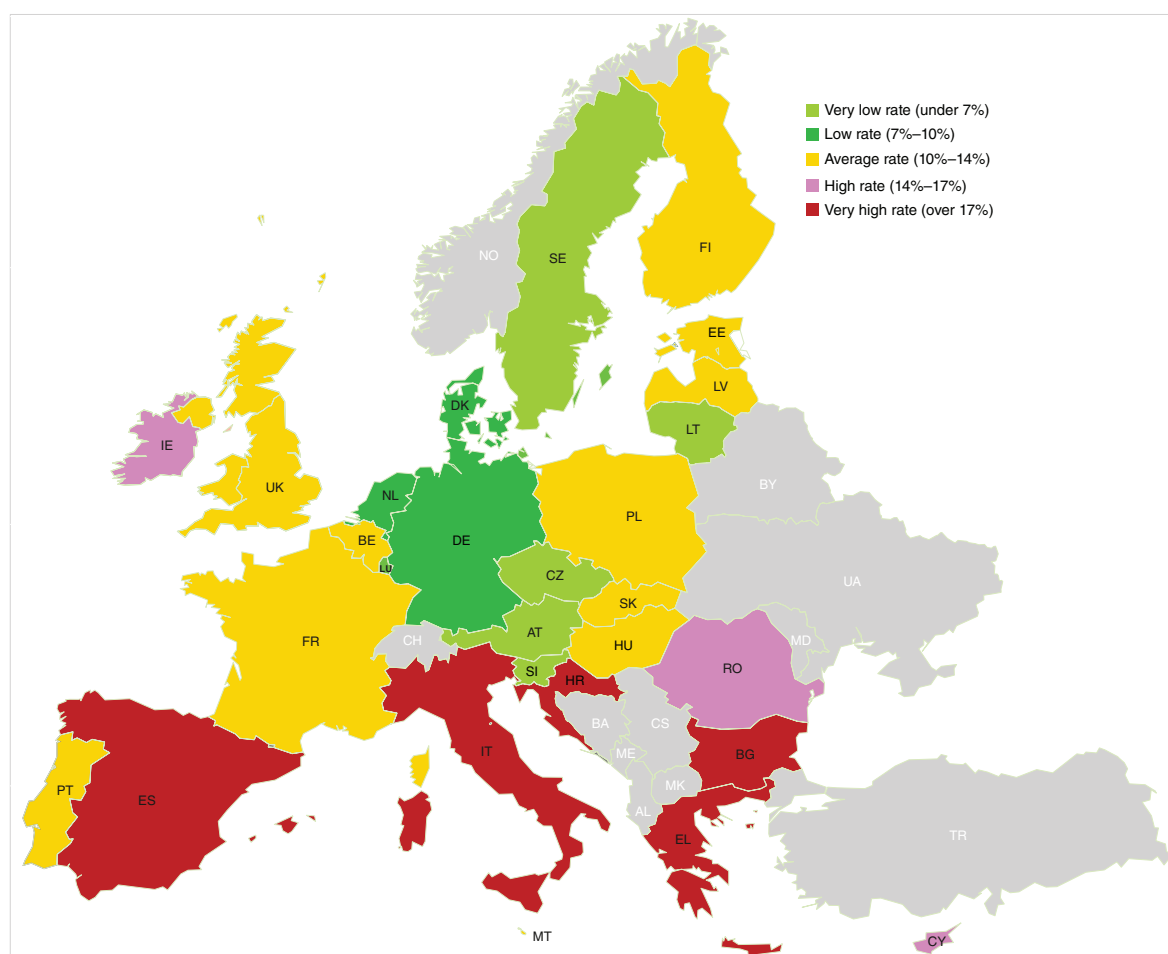 Very low rate (under 7%)
Low rate (7%–10%)
Average rate (10%–14%)
High rate (14%–17%)
Very high rate (over 17%)
NO
SE
FI
EE
LV
LT
DK
IE
UK
NL
BE
LU
DE
PL
BY
UA
CZ
SK
AT
HU
CH
FR
SI
HR
RO
MD
BA
CS
ME
MK
AL
BG
IT
PT
ES
EL
TR
MT
CY